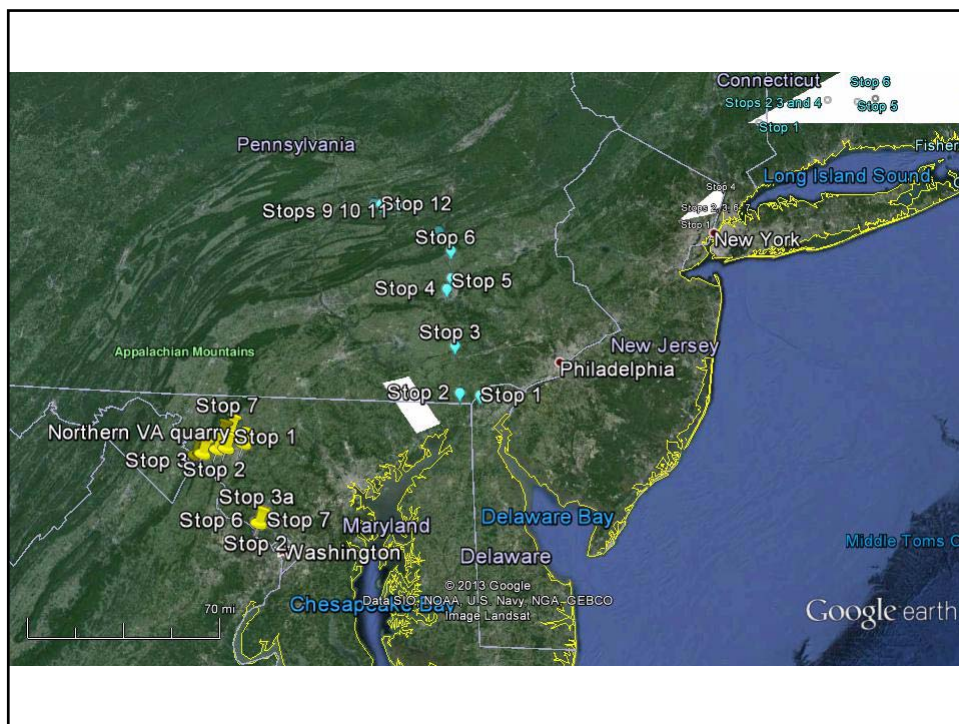 Connecticut
Stop 6
Stops 2 3 and 4
Stop 5
Stop 1
Pennsylvania
Fisher
Long Island Sound
Stop 4
Stops 9 10 11
Stop 12
Stop 1
New York
Stop 6
Stop 4
Stop 5
Stop 3
New Jersey
Appalachian Mountains
Philadelphia
Stop 2
Stop 1
Stop 7
Northern VA quarry
Stop 1
Stop 3
Stop 2
Stop 3a
Stop 6
Stop 7
Maryland
Delaware Bay
Stop 2
Washington
Delaware
Middle Toms C
© 2013 Google
Chesapeake Bay
Data SIO, NOAA, U.S. Navy, NGA, GEBCO
Image Landsat
70 mi
Google earth